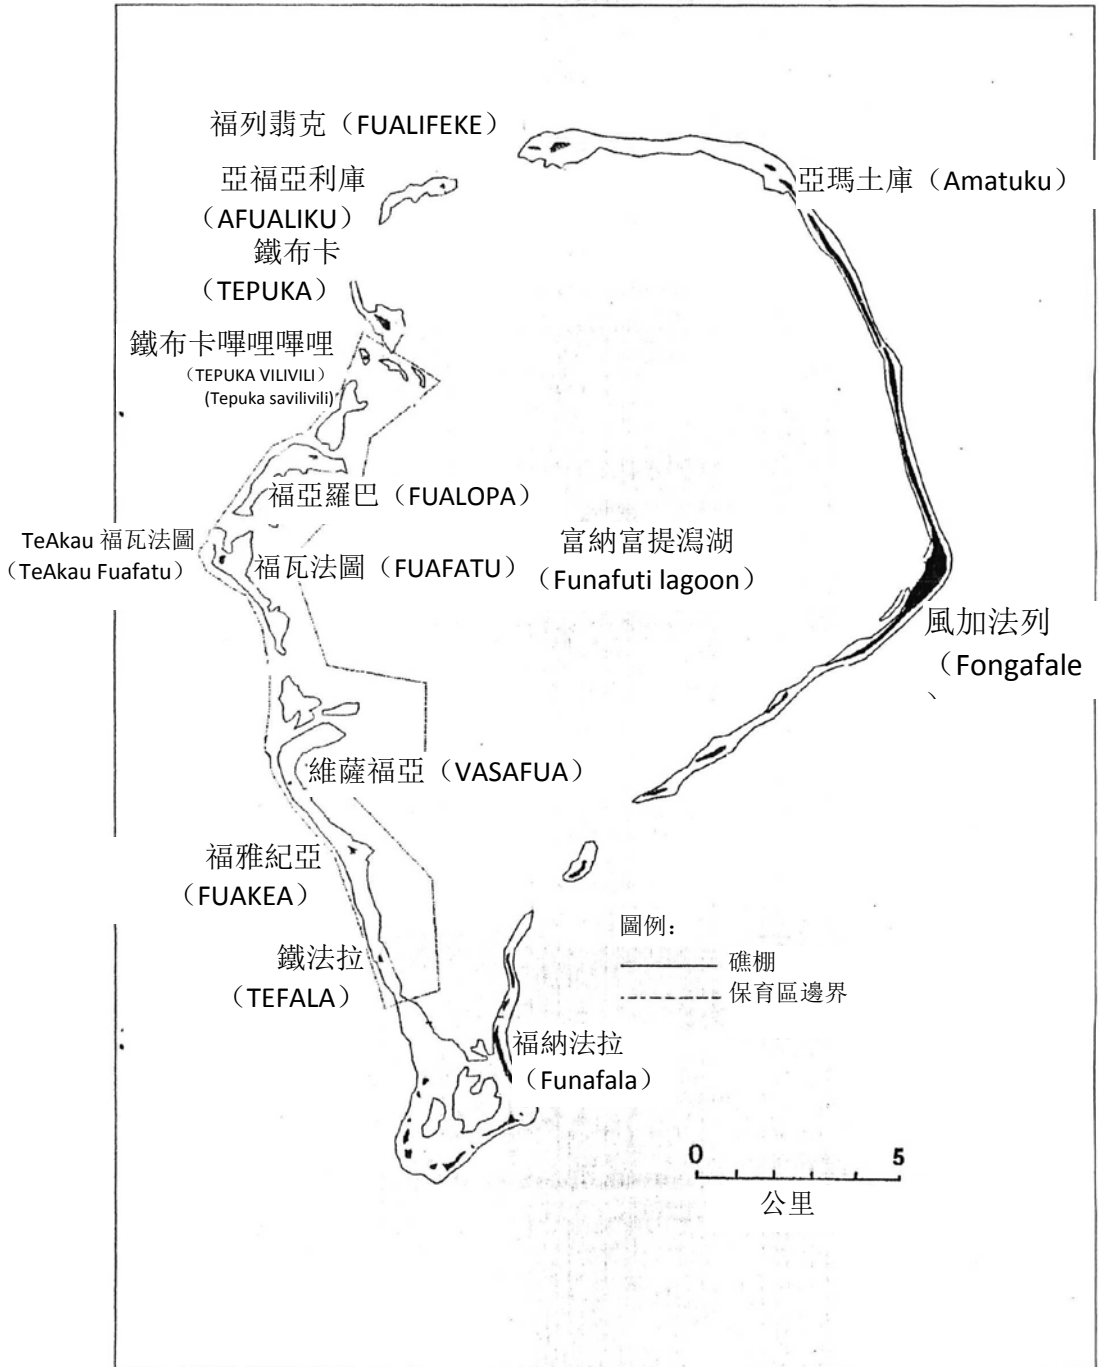 福列翡克（FUALIFEKE）
亞福亞利庫
（AFUALIKU）
亞瑪土庫（Amatuku）
鐵布卡
（TEPUKA）
鐵布卡嗶哩嗶哩
（TEPUKA VILIVILI）
(Tepuka savilivili)
福亞羅巴（FUALOPA）
TeAkau 福瓦法圖
（TeAkau Fuafatu）
福瓦法圖（FUAFATU）
富納富提潟湖
（Funafuti lagoon）
風加法列
（Fongafale
）
維薩福亞（VASAFUA）
福雅紀亞
（FUAKEA）
鐵法拉
（TEFALA）
圖例：
礁棚
保育區邊界
福納法拉
（Funafala）
0 5
公里